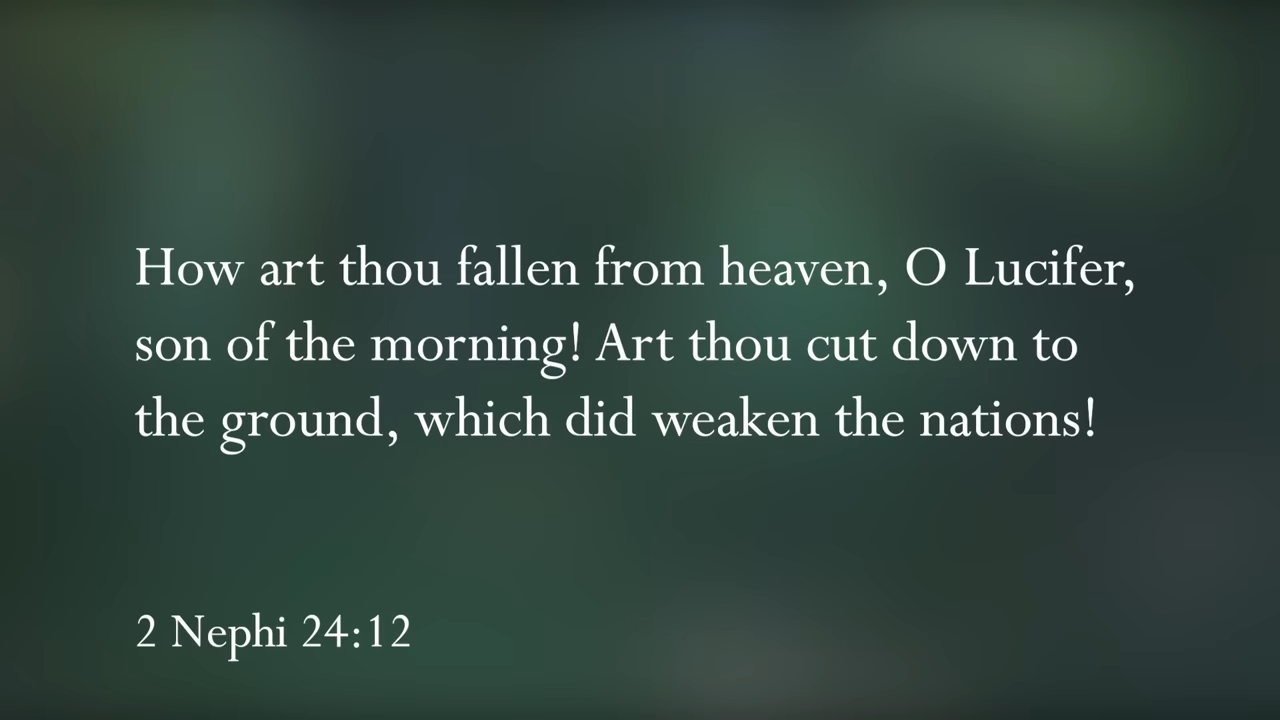 How art thou fallen from heaven, O Lucifer,
son of the morning! Art thou cut down to
the ground, which did weaken the nations!
2 Nephi 24:12